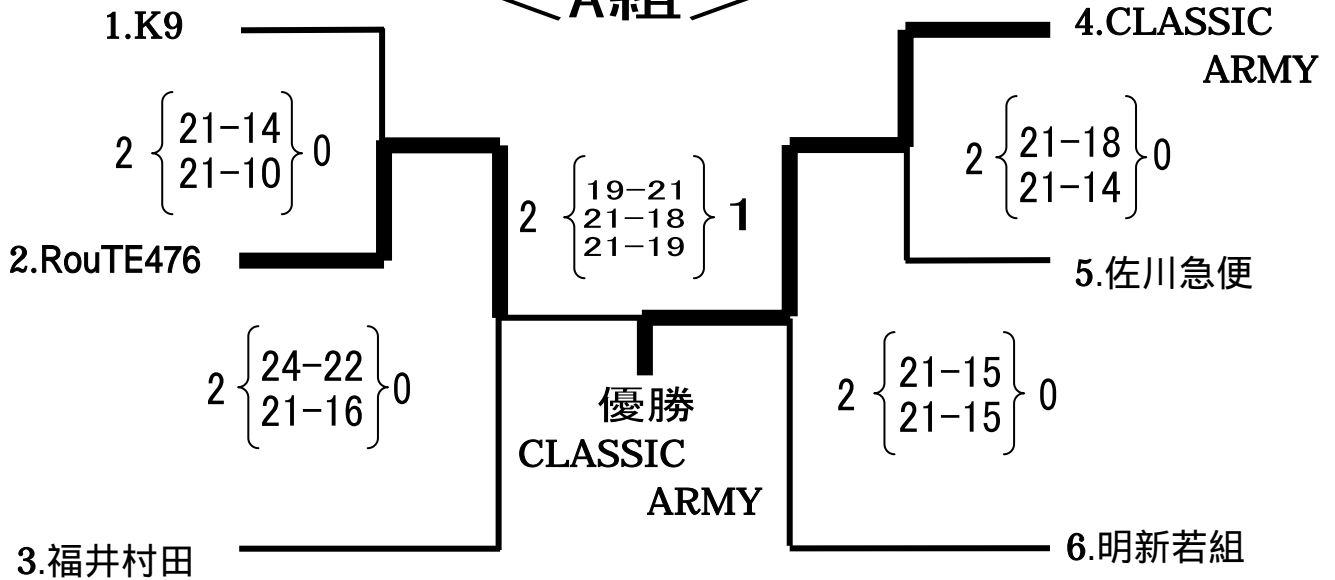 A組
1.K9
2 { 21-14 21-10 } 0
2.RouTE476
2 { 24-22 21-16 } 0
3.福井村田
2 { 19-21 21-18 21-19 } 1
優勝
CLASSIC
ARMY
4.CLASSIC
ARMY
2 { 21-18 21-14 } 0
5.佐川急便
2 { 21-15 21-15 } 0
6.明新若組